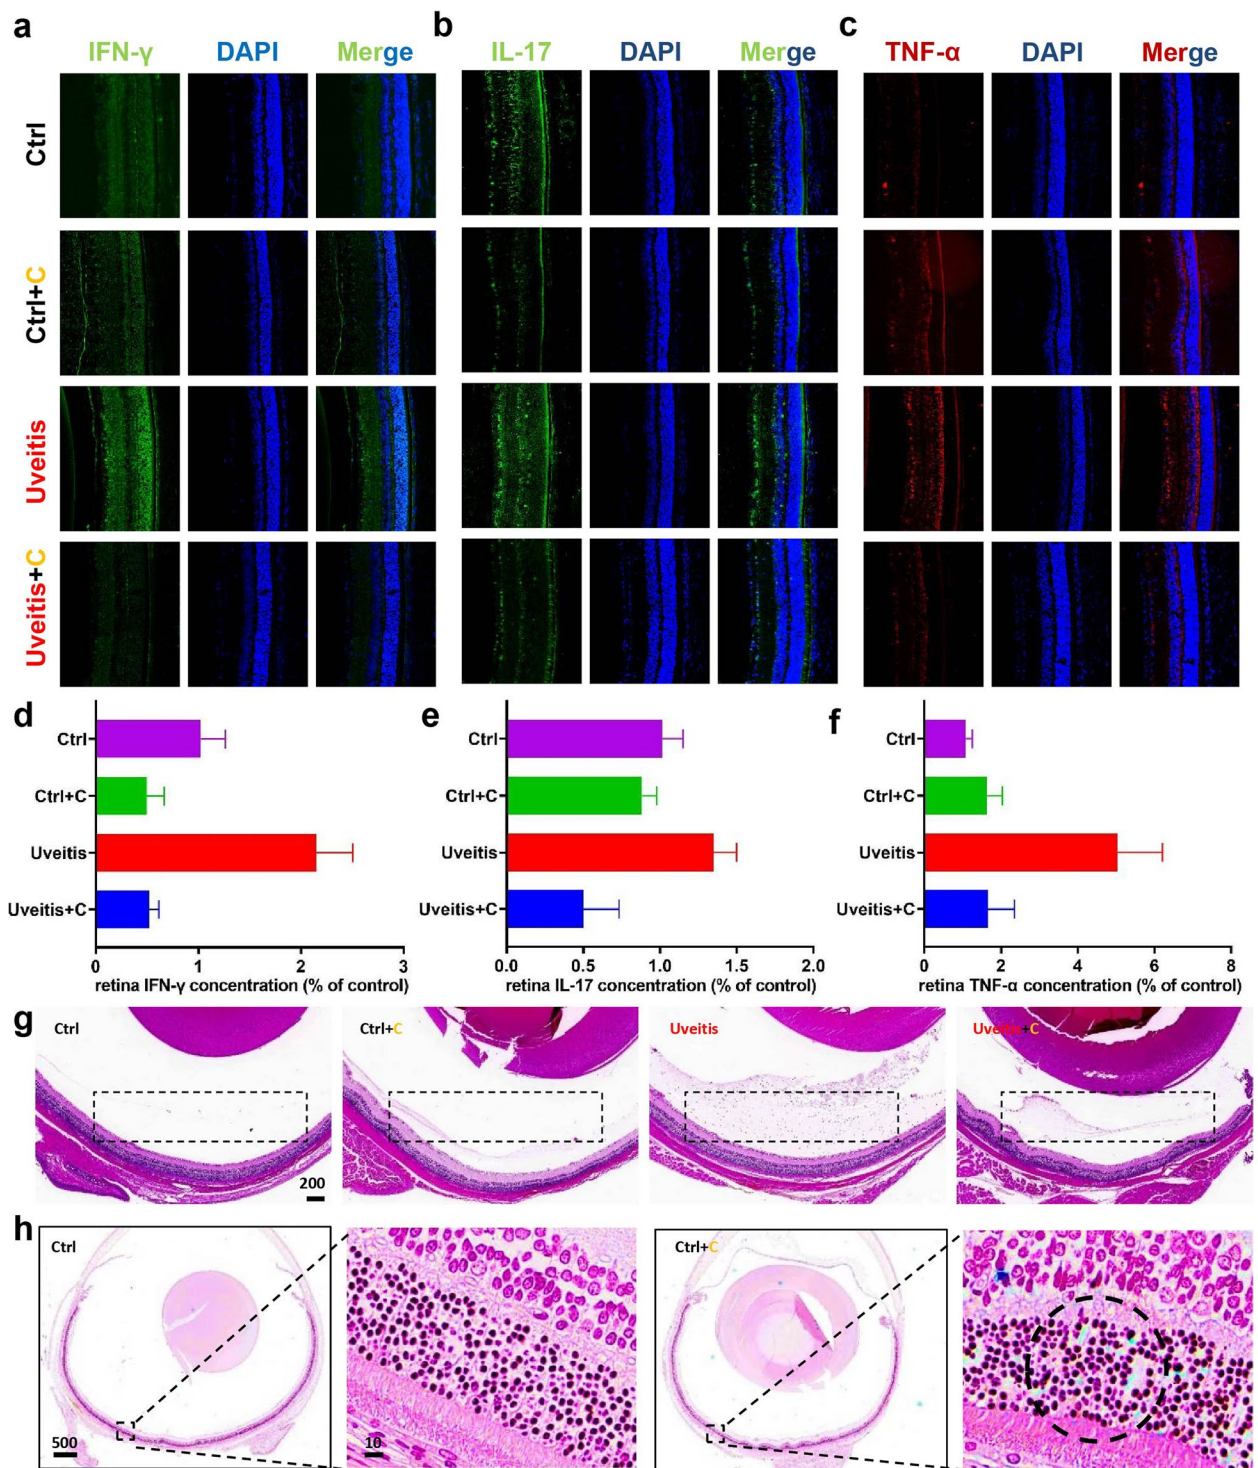 a
b
c
IFN-γ DAPI Merge
IL-17 DAPI Merge
TNF-α DAPI Merge
Ctrl
Ctrl+C
Uveitis
Uveitis+C
d
Ctrl
Ctrl+C
Uveitis
Uveitis+C
0 1 2 3
retina IFN-γ concentration (% of control)
e
Ctrl
Ctrl+C
Uveitis
Uveitis+C
0.0 0.5 1.0 1.5 2.0
retina IL-17 concentration (% of control)
f
Ctrl
Ctrl+C
Uveitis
Uveitis+C
0 2 4 6 8
retina TNF-α concentration (% of control)
g
Ctrl
200
Ctrl+C
Uveitis
Uveitis+C
h
Ctrl
500
10
Ctrl+C